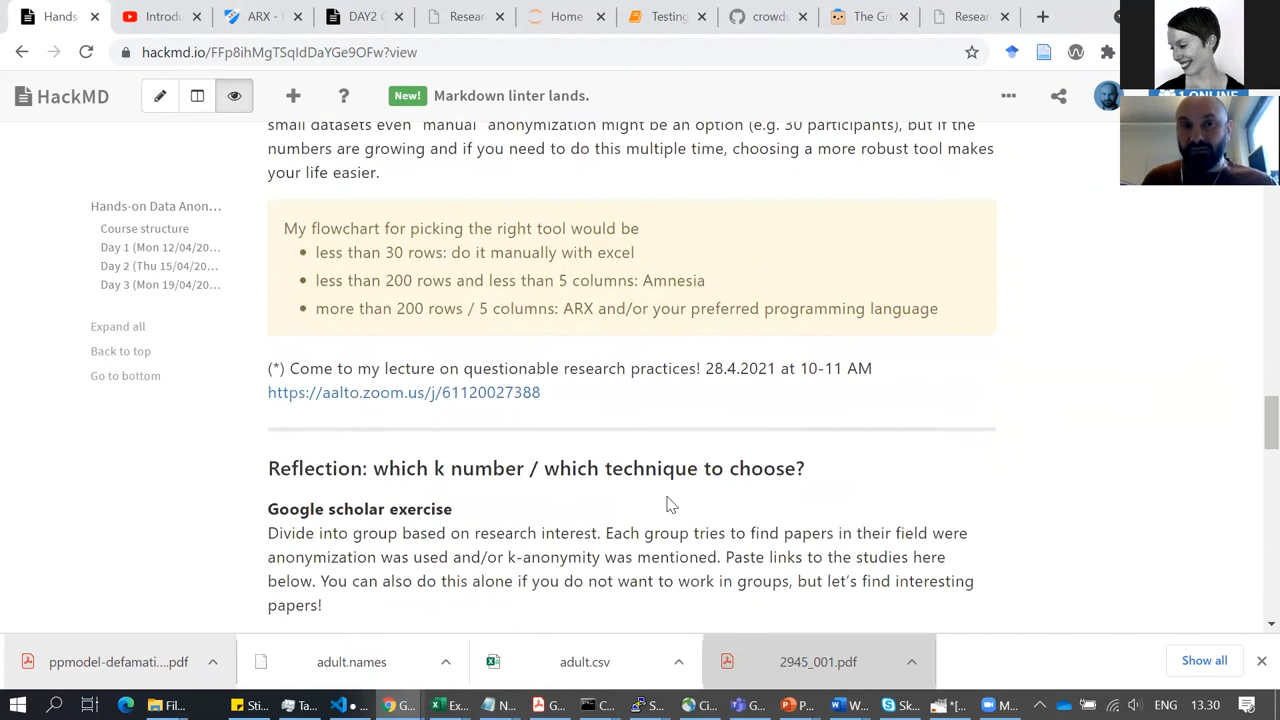 Hands
Introdu
ARX -
DAY2 C
Resear
Home
Testing
crowds
The Gr
Resear
hackmd.io/FFp8ihMgTSqIdDaYGe9OFw?view
HackMD
New! Markdown linter lands.
1 ONLINE
small datasets even "manual" anonymization might be an option (e.g. 30 participants), but if the
numbers are growing and if you need to do this multiple time, choosing a more robust tool makes
your life easier.
Hands-on Data Anon…
Course structure
Day 1 (Mon 12/04/20…
Day 2 (Thu 15/04/20…
Day 3 (Mon 19/04/20…
Expand all
Back to top
Go to bottom
My flowchart for picking the right tool would be
• less than 30 rows: do it manually with excel
• less than 200 rows and less than 5 columns: Amnesia
• more than 200 rows / 5 columns: ARX and/or your preferred programming language
(*) Come to my lecture on questionable research practices! 28.4.2021 at 10-11 AM
https://aalto.zoom.us/j/61120027388
Reflection: which k number / which technique to choose?
Google scholar exercise
Divide into group based on research interest. Each group tries to find papers in their field were
anonymization was used and/or k-anonymity was mentioned. Paste links to the studies here
below. You can also do this alone if you do not want to work in groups, but let's find interesting
papers!
ppmodel-defamati....pdf
adult.names
adult.csv
2945_001.pdf
Show all
Fil...
Sti...
Ta...
G...
Ex...
N...
G...
C...
S...
Ci...
G...
P...
W...
Sk...
[...
M...
ENG
13.30